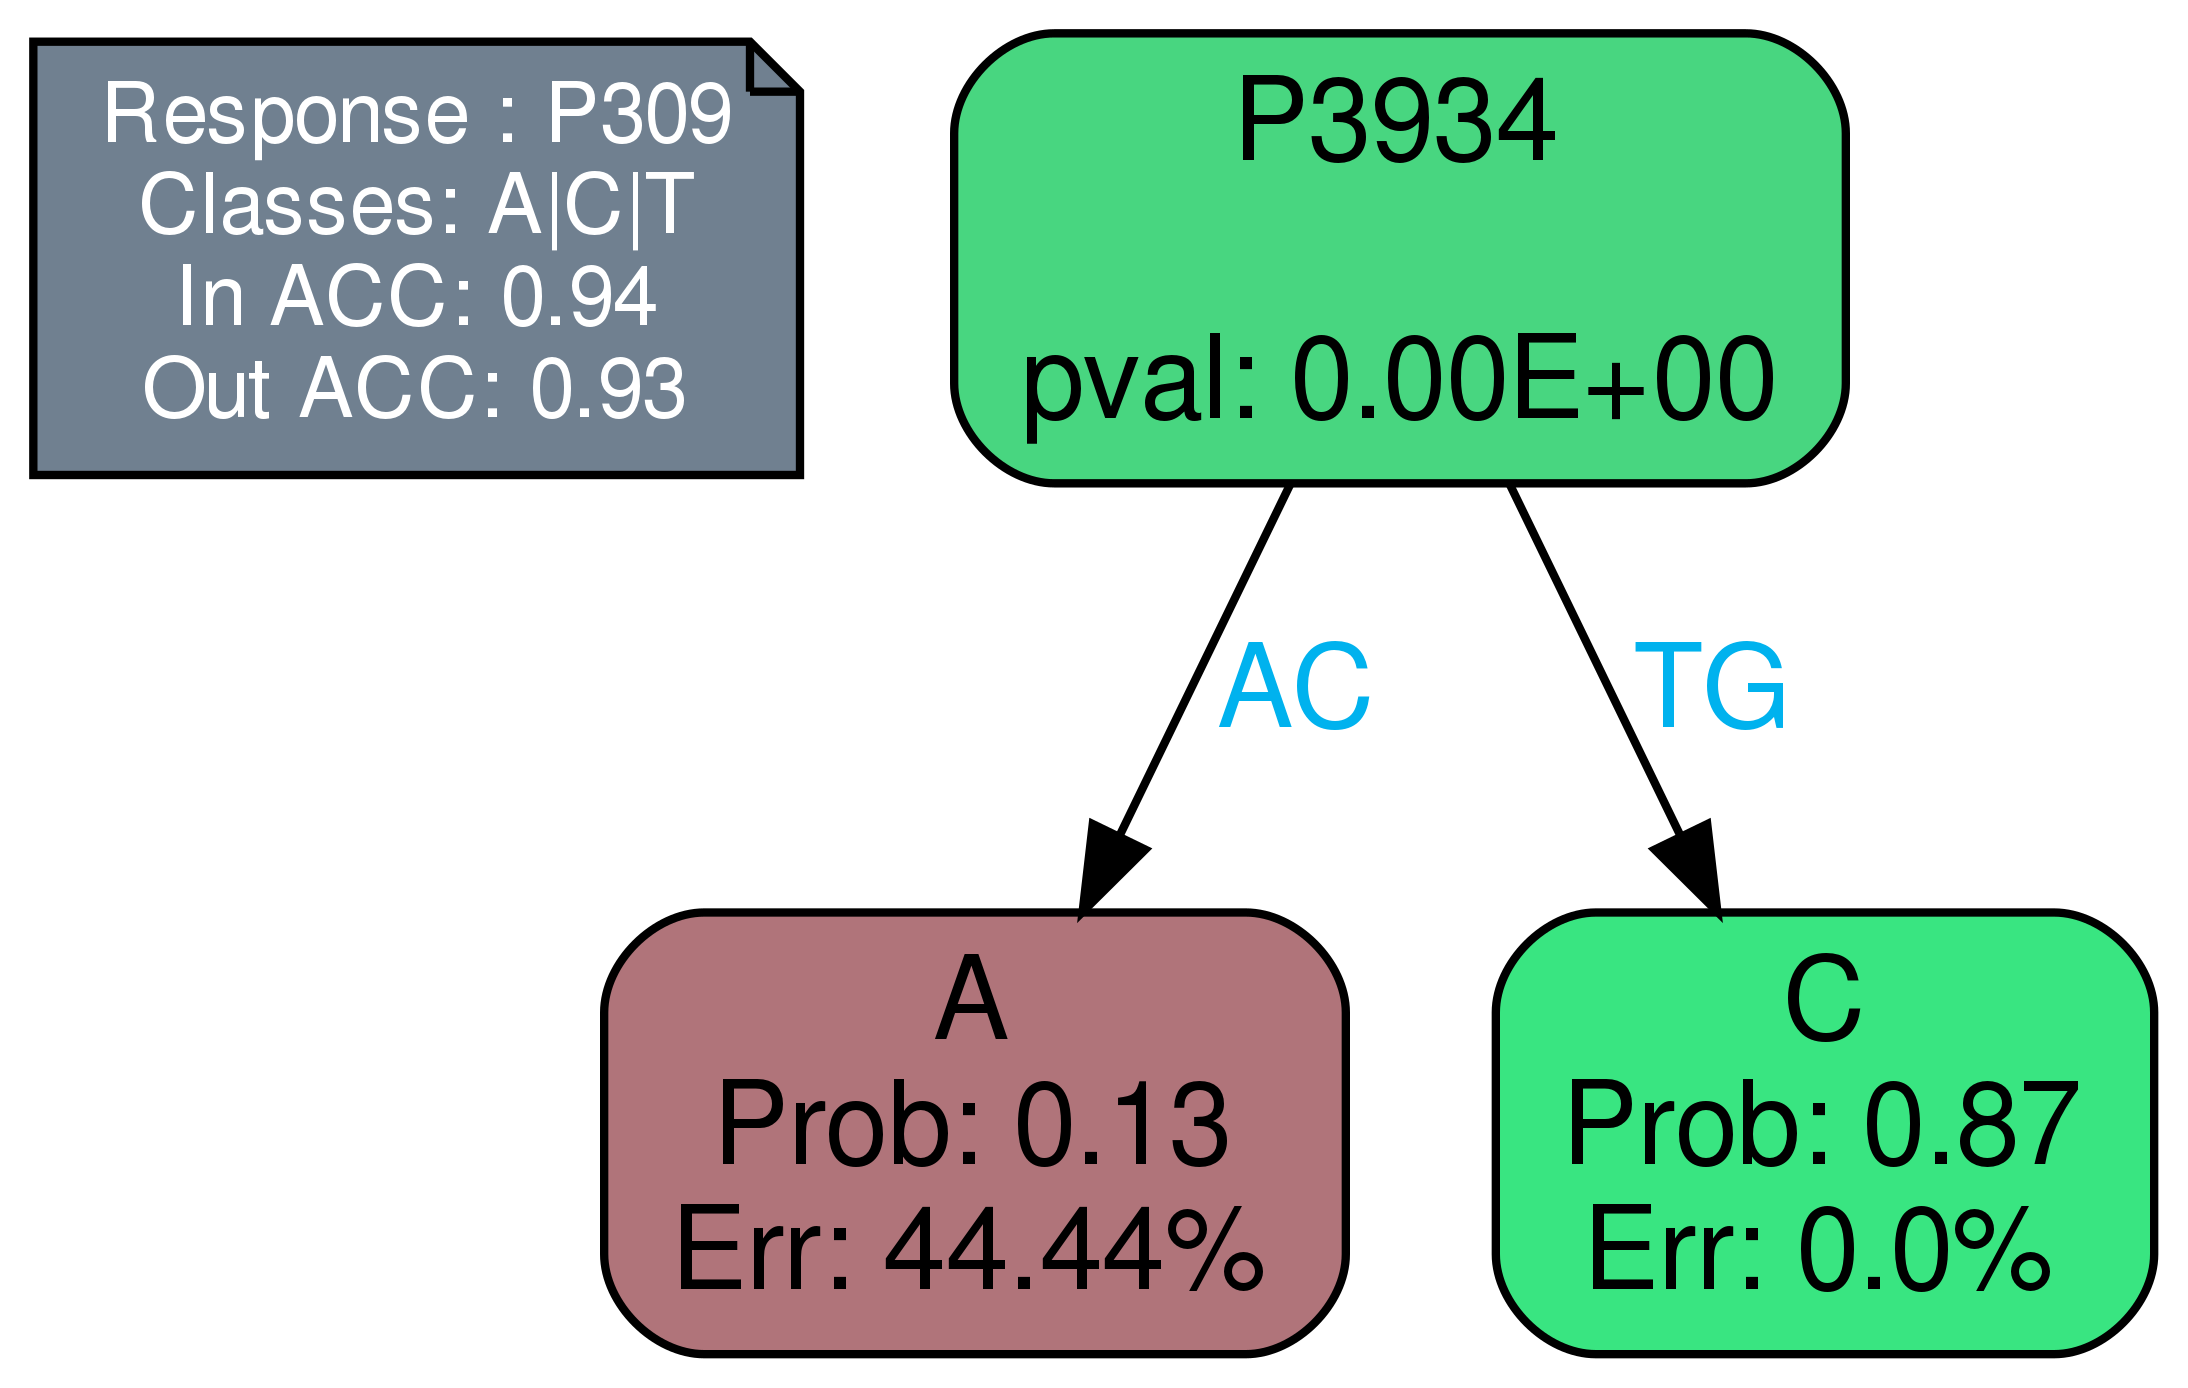 Response : P309
Classes: A|C|T
In ACC: 0.94
Out ACC: 0.93
P3934
pval: 0.00E+00
AC
TG
A
Prob: 0.13
Err: 44.44%
C
Prob: 0.87
Err: 0.0%